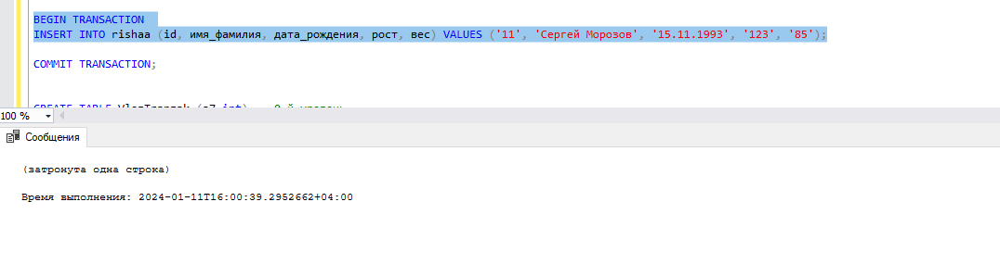 BEGIN TRANSACTION
INSERT INTO rishaa (id, имя_фамилия, дата_рождения, рост, вес) VALUES ('11', 'Сергей Морозов', '15.11.1993', '123', '85');
COMMIT TRANSACTION;
CREATE TABLE
100 %
Сообщения
(затронута одна строка)
Время выполнения: 2024-01-11T16:00:39.2952662+04:00